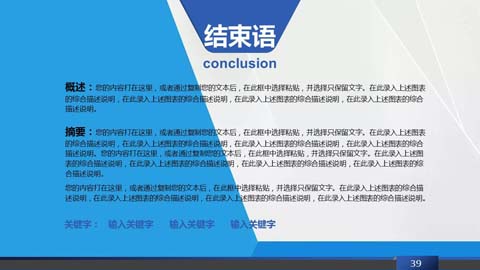 结束语
conclusion
概述：您的内容打在这里，或者通过复制您的文本后，在此框中选择粘贴，并选择只保留文字。在此录入上述图表
的综合描述说明，在此录入上述图表的综合描述说明，在此录入上述图表的综合描述说明。在此录入上述图表的综合
描述说明。
摘要：您的内容打在这里，或者通过复制您的文本后，在此框中选择粘贴，并选择只保留文字。在此录入上述图表
的综合描述说明，在此录入上述图表的综合描述说明，在此录入上述图表的综合描述说明。在此录入上述图表的综合
描述说明。您的内容打在这里，或者通过复制您的文本后，在此框中选择粘贴，并选择只保留文字。在此录入上述图
表的综合描述说明，在此录入上述图表的综合描述说明，在此录入上述图表的综合描述说明。在此录入上述图表的综
合描述说明。
您的内容打在这里，或者通过复制您的文本后，在此框中选择粘贴，并选择只保留文字。在此录入上述图表的综合描
述说明，在此录入上述图表的综合描述说明，在此录入上述图表的综合描述说明。在此录入上述图表的综合描述说明。
关键字： 输入关键字 输入关键字 输入关键字
39